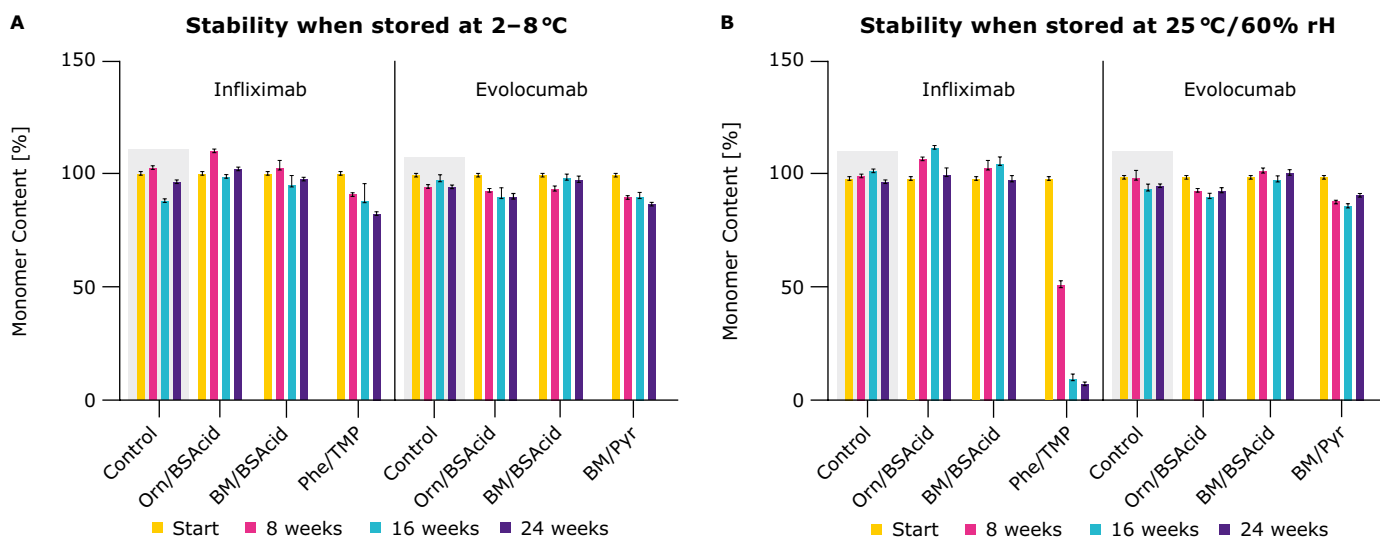 A
Stability when stored at 2–8 °C
Monomer Content [%]
150
100
50
0
Infliximab
Evolocumab
Control
Orn/BSAcid
BM/BSAcid
Phe/TMP
Control
Orn/BSAcid
BM/BSAcid
BM/Pyr
Start 8 weeks 16 weeks 24 weeks
B
Stability when stored at 25 °C/60% rH
Monomer Content [%]
150
100
50
0
Infliximab
Evolocumab
Control
Orn/BSAcid
BM/BSAcid
Phe/TMP
Control
Orn/BSAcid
BM/BSAcid
BM/Pyr
Start 8 weeks 16 weeks 24 weeks